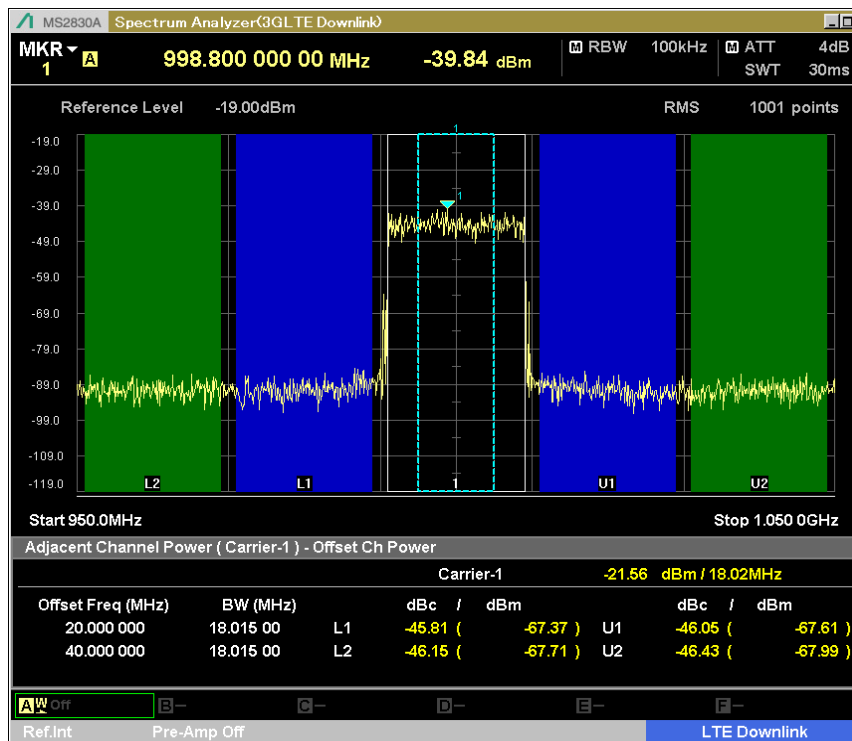 MS2830A Spectrum Analyzer(3GLTE Downlink)
MKR 1 A 998.800 000 00 MHz -39.84 dBm M RBW 100kHz M ATT 4dB
SWT 30ms
Reference Level -19.00dBm RMS 1001 points
1
-19.0
-29.0
-39.0
1
-49.0
-59.0
-69.0
-79.0
-89.0
-99.0
-109.0
-119.0
L2 L1 1 U1 U2
Start 950.0MHz Stop 1.050 0GHz
Adjacent Channel Power ( Carrier-1 ) - Offset Ch Power
Carrier-1 -21.56 dBm / 18.02MHz
Offset Freq (MHz) BW (MHz) dBc / dBm dBc / dBm
20.000 000 18.015 00 L1 -45.81 ( -67.37 ) U1 -46.05 ( -67.61 )
40.000 000 18.015 00 L2 -46.15 ( -67.71 ) U2 -46.43 ( -67.99 )
A W Off B- C- D- E- F-
Ref.Int Pre-Amp Off LTE Downlink